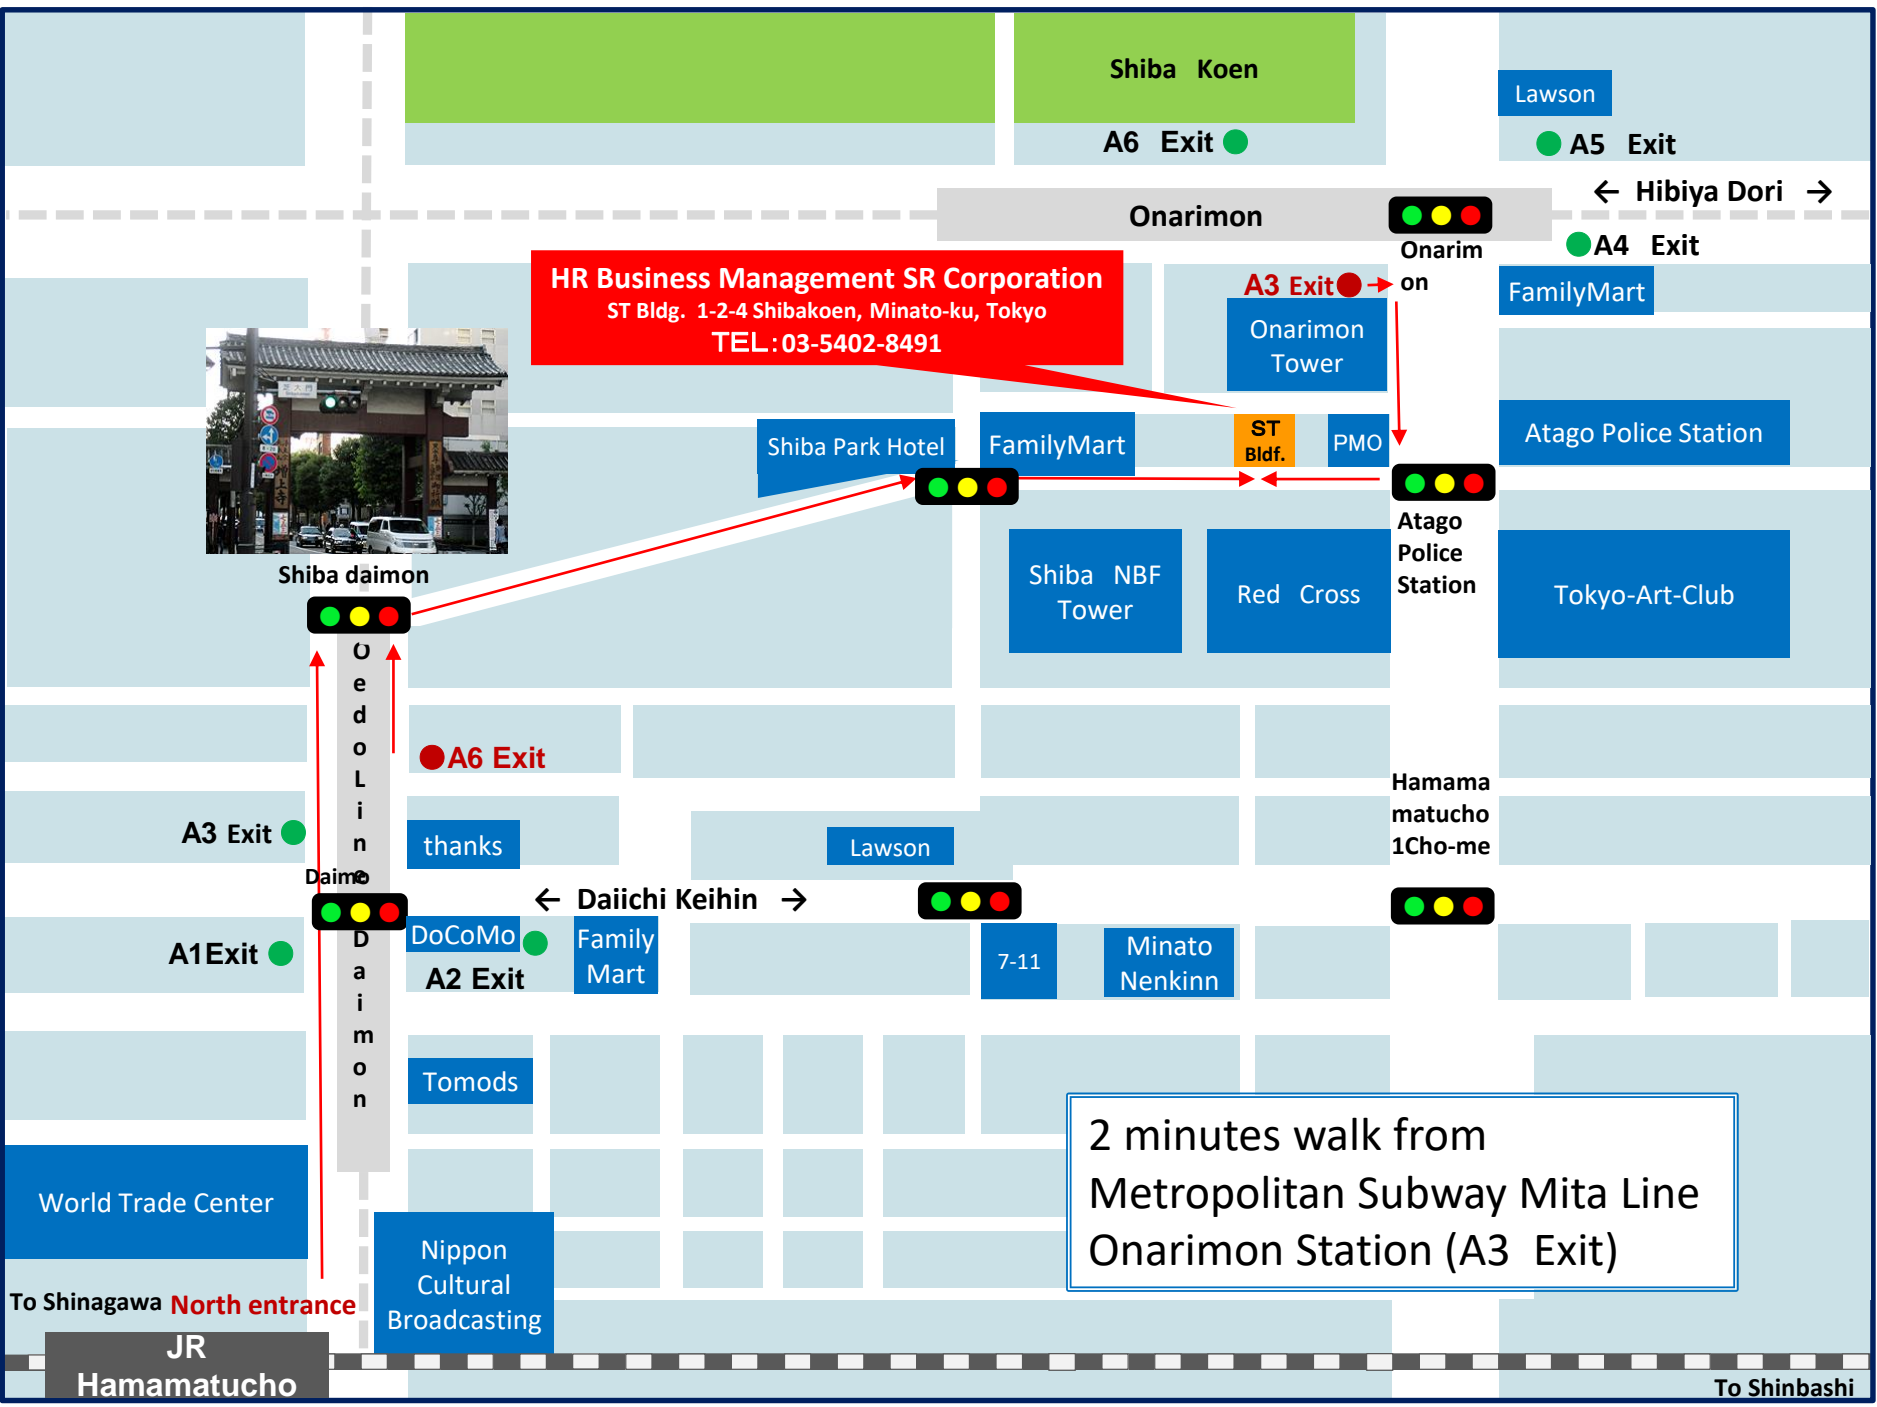 Shiba Koen
Lawson
A6 Exit
A5 Exit
← Hibiya Dori →
Onarimon
Onarim
on
A4 Exit
FamilyMart
HR Business Management SR Corporation
ST Bldg. 1-2-4 Shibakoen, Minato-ku, Tokyo
TEL:03-5402-8491
A3 Exit
Onarimon
Tower
芝大門
Shiba Park Hotel
FamilyMart
ST
Bldf.
PMO
Atago Police Station
Atago
Police
Station
Shiba NBF
Tower
Red Cross
Tokyo-Art-Club
Shiba daimon
Oedo Line Daimon
A6 Exit
A3 Exit
thanks
Lawson
Hamama
matucho
1Cho-me
Daimo
← Daiichi Keihin →
A1Exit
DoCoMo
A2 Exit
Family
Mart
7-11
Minato
Nenkinn
Tomods
2 minutes walk from
Metropolitan Subway Mita Line
Onarimon Station (A3 Exit)
World Trade Center
Nippon
Cultural
Broadcasting
To Shinagawa
North entrance
JR
Hamamatucho
To Shinbashi